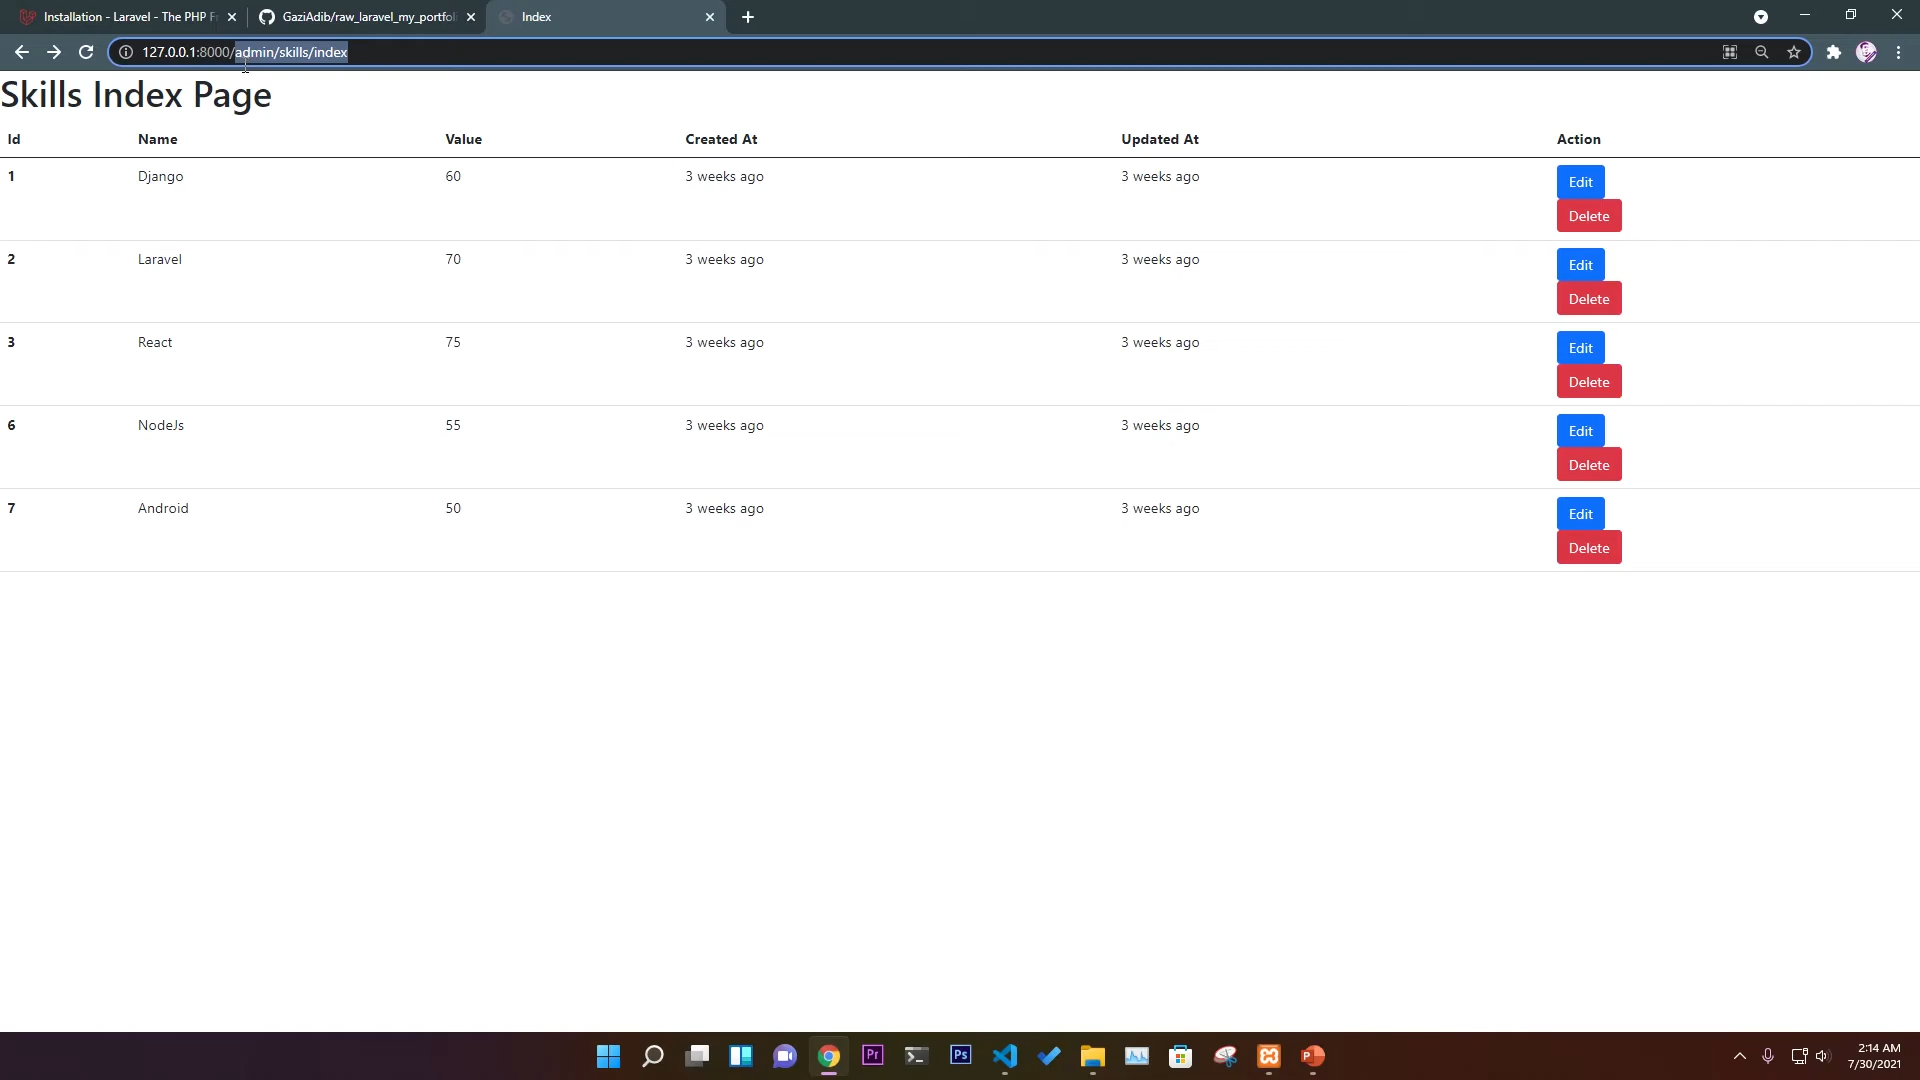 Installation - Laravel - The PHP Fr
GaziAdib/raw_laravel_my_portfoli
Index
127.0.0.1:8000/admin/skills/index
Skills Index Page
Id Name Value Created At Updated At Action
1 Django 60 3 weeks ago 3 weeks ago Edit
Delete
2 Laravel 70 3 weeks ago 3 weeks ago Edit
Delete
3 React 75 3 weeks ago 3 weeks ago Edit
Delete
6 NodeJs 55 3 weeks ago 3 weeks ago Edit
Delete
7 Android 50 3 weeks ago 3 weeks ago Edit
Delete
Pr
Ps
2:14 AM
7/30/2021